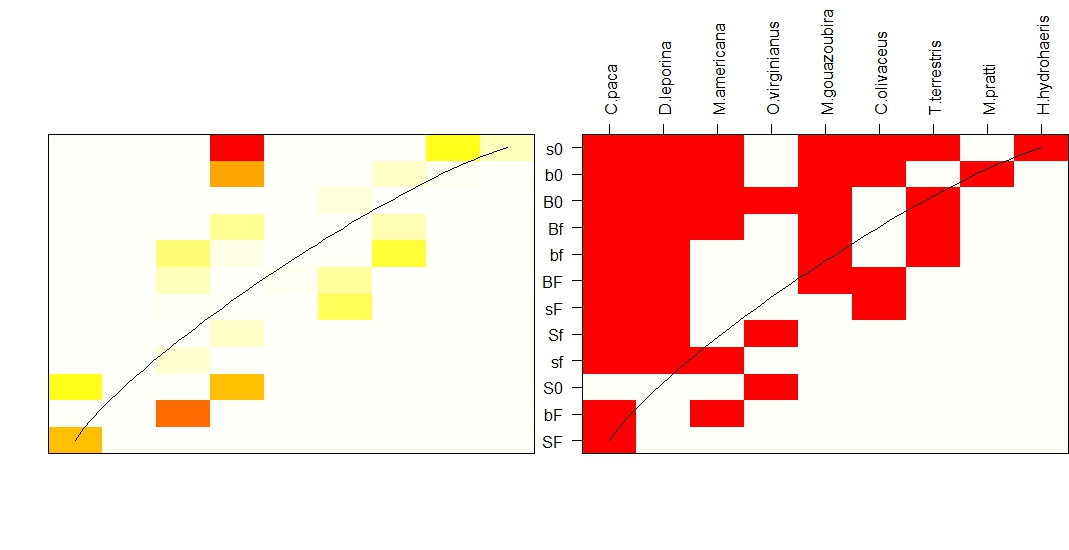 C.paca
D.leporina
M.americana
O.virginianus
M.gouazoubira
C.olivaceus
T.terrestris
M.pratti
H.hydrohaeris
s0
b0
B0
Bf
bf
BF
sF
Sf
sf
S0
bF
SF